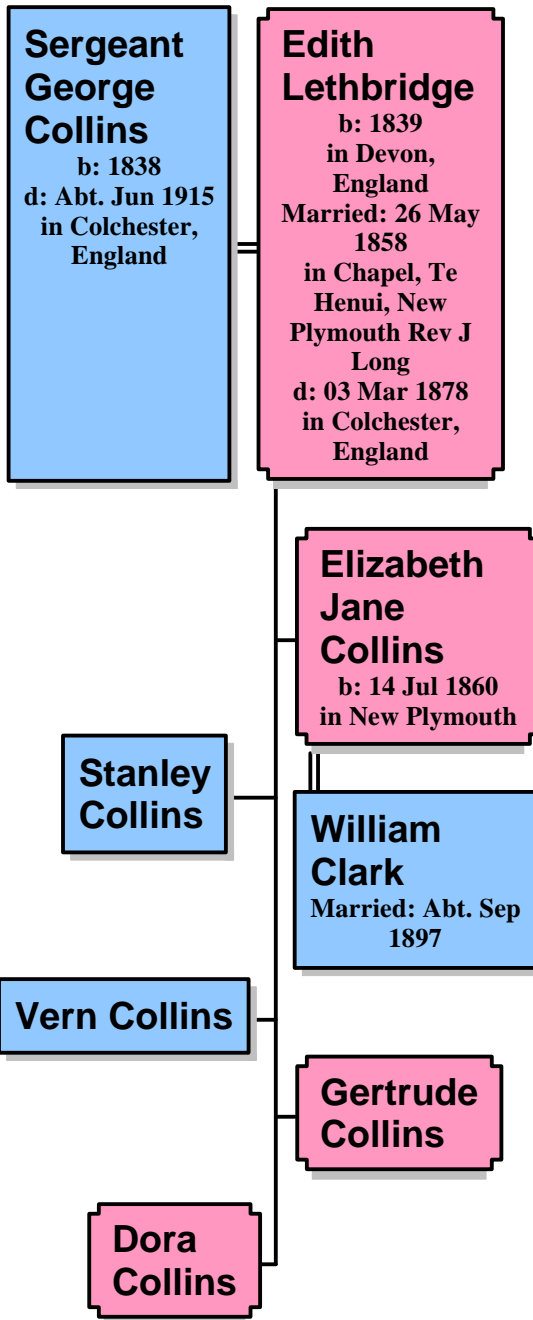 Sergeant
George
Collins
b: 1838
d: Abt. Jun 1915
in Colchester,
England
Edith
Lethbridge
b: 1839
in Devon,
England
Married: 26 May
1858
in Chapel, Te
Henui, New
Plymouth Rev J
Long
d: 03 Mar 1878
in Colchester,
England
Elizabeth
Jane
Collins
b: 14 Jul 1860
in New Plymouth
Stanley
Collins
William
Clark
Married: Abt. Sep
1897
Vern Collins
Gertrude
Collins
Dora
Collins